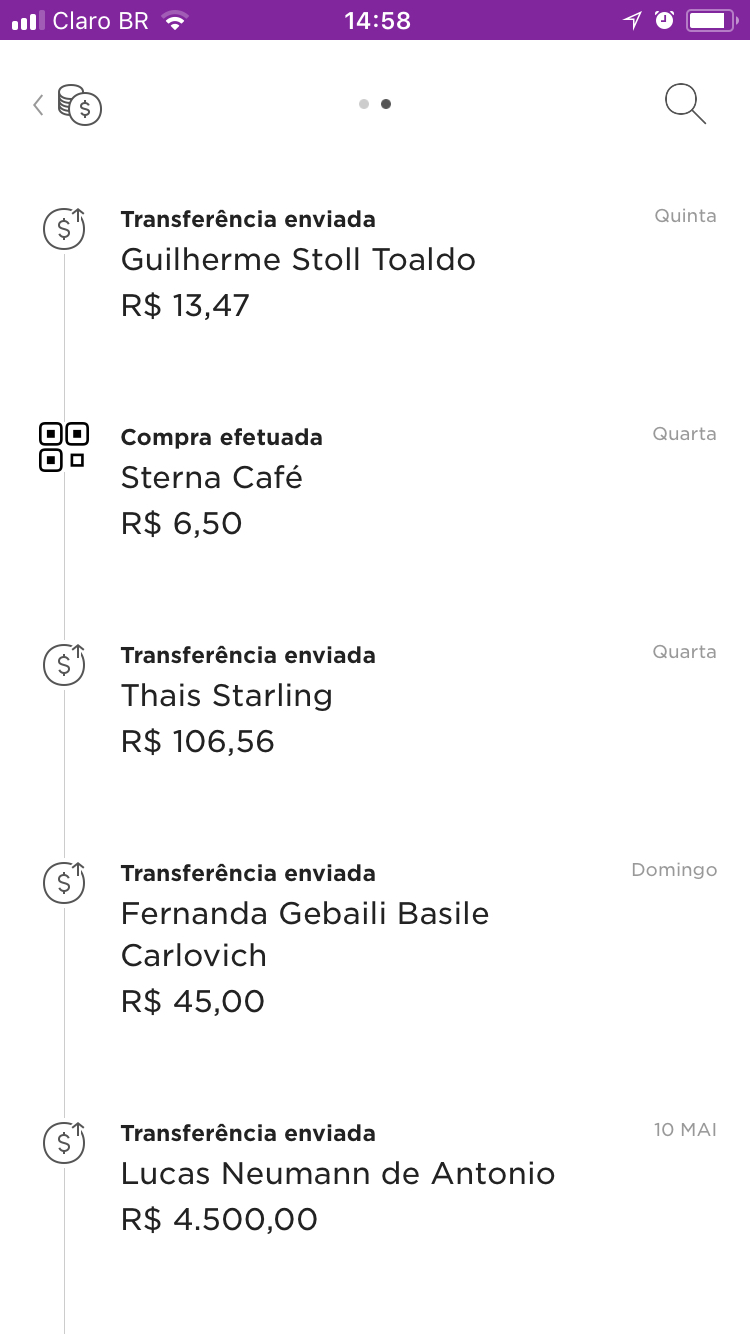 Claro BR 14:58
Transferência enviada Quinta
Guilherme Stoll Toaldo
R$ 13,47
Compra efetuada Quarta
Sterna Café
R$ 6,50
Transferência enviada Quarta
Thais Starling
R$ 106,56
Transferência enviada Domingo
Fernanda Gebaili Basile
Carlovich
R$ 45,00
Transferência enviada 10 MAI
Lucas Neumann de Antonio
R$ 4.500,00